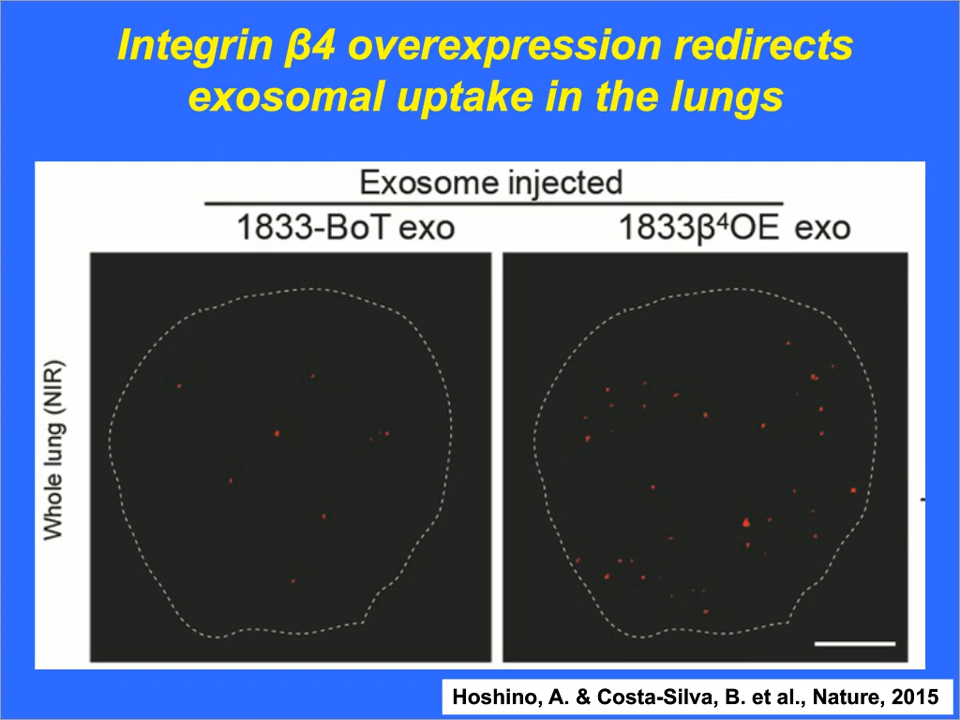 Integrin β4 overexpression redirects
exosomal uptake in the lungs
Exosome injected
1833-BoT exo
1833β⁴OE exo
Whole lung (NIR)
Hoshino, A. & Costa-Silva, B. et al., Nature, 2015